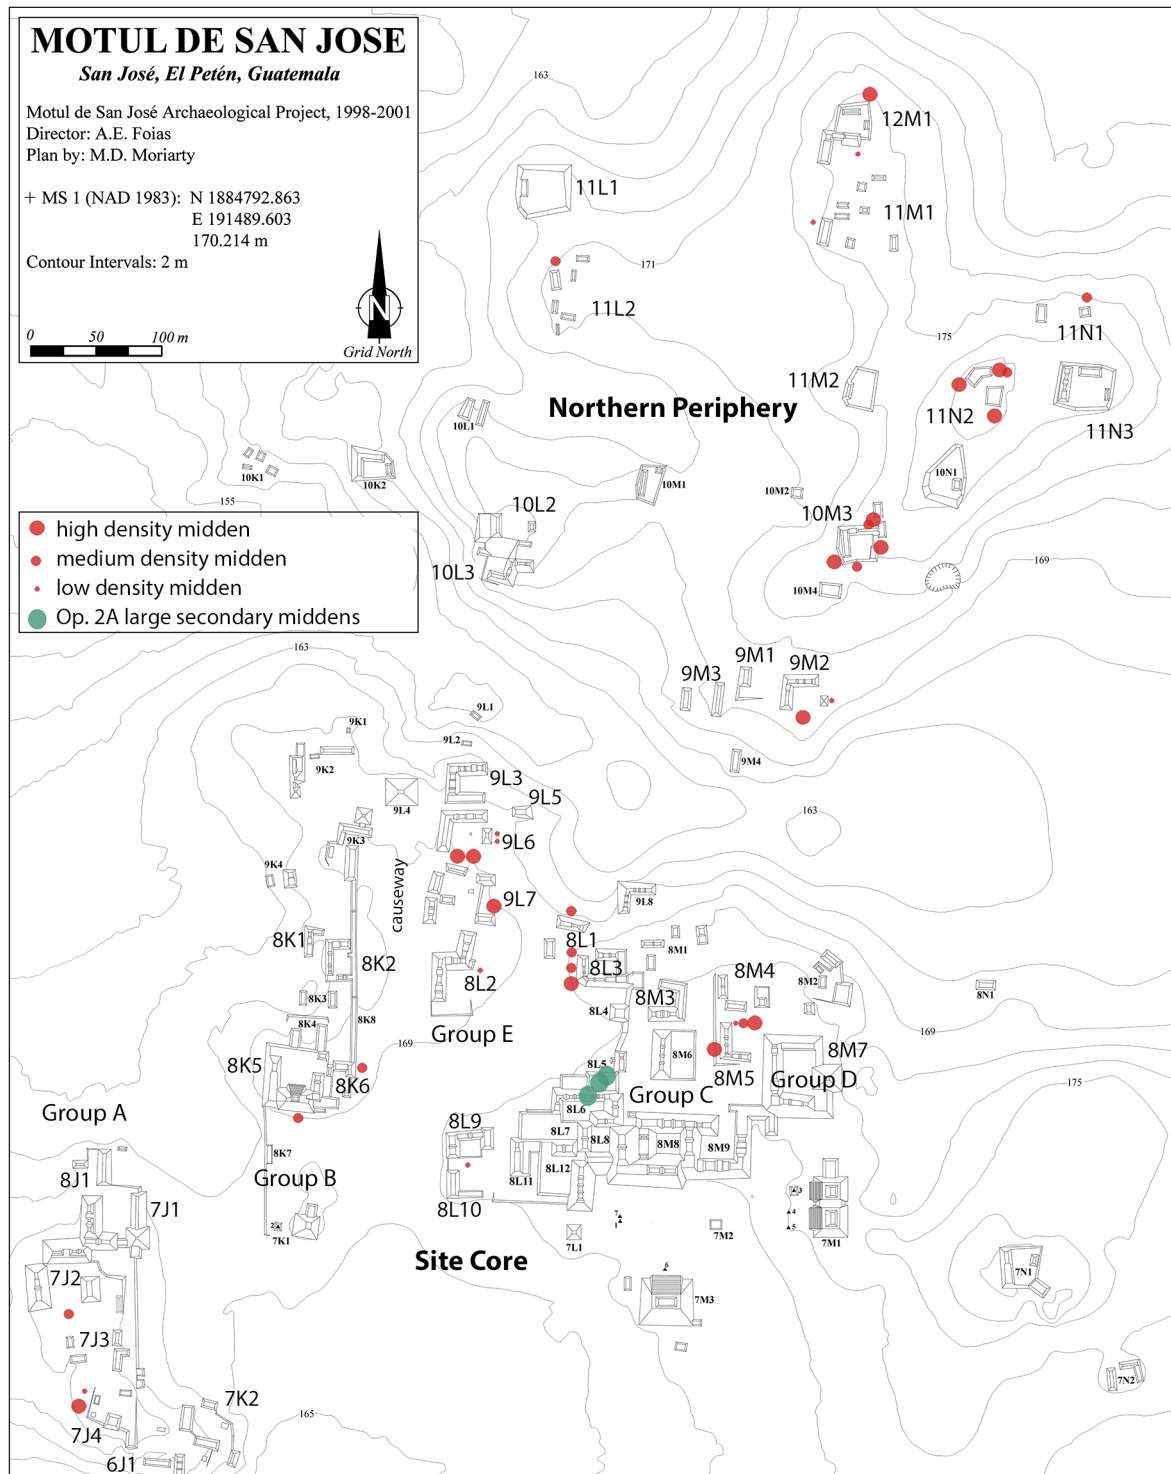 MOTUL DE SAN JOSE
San José, El Petén, Guatemala
Motul de San José Archaeological Project, 1998-2001
Director: A.E. Foias
Plan by: M.D. Moriarty
+ MS 1 (NAD 1983): N 1884792.863
E 191489.603
170.214 m
Contour Intervals: 2 m
N
0 50 100 m
Grid North
163
12M1
11L1
11M1
171
11L2
11N1
175
11M2
Northern Periphery
11N2
11N3
10L1
10K1
10K2
10M1
10M2
10N1
155
10L2
10M3
high density midden
medium density midden
low density midden
Op. 2A large secondary middens
10L3
169
10M4
163
9M3
9M1
9M2
9L1
9K1
9L2
9K2
9M4
9L3
9L4
9L5
163
9K3
9L6
9K4
causeway
9L7
9L8
8K1
8K2
8L1
8M1
8L3
8L2
8M4
8M2
8N1
8K3
8M3
8K8
8K4
8L4
Group E
169
169
8K5
8K6
8L5
8M6
8M5
8M7
Group D
175
Group C
Group A
8L6
8L9
8L7
8L8
8M8
8M9
8K7
8L11
8L12
8J1
Group B
3
7J1
8L10
2
7K1
7
1
4
5
7L1
7M2
7M1
Site Core
6
7J2
7N1
7M3
7J3
7N2
7K2
165
7J4
6J1